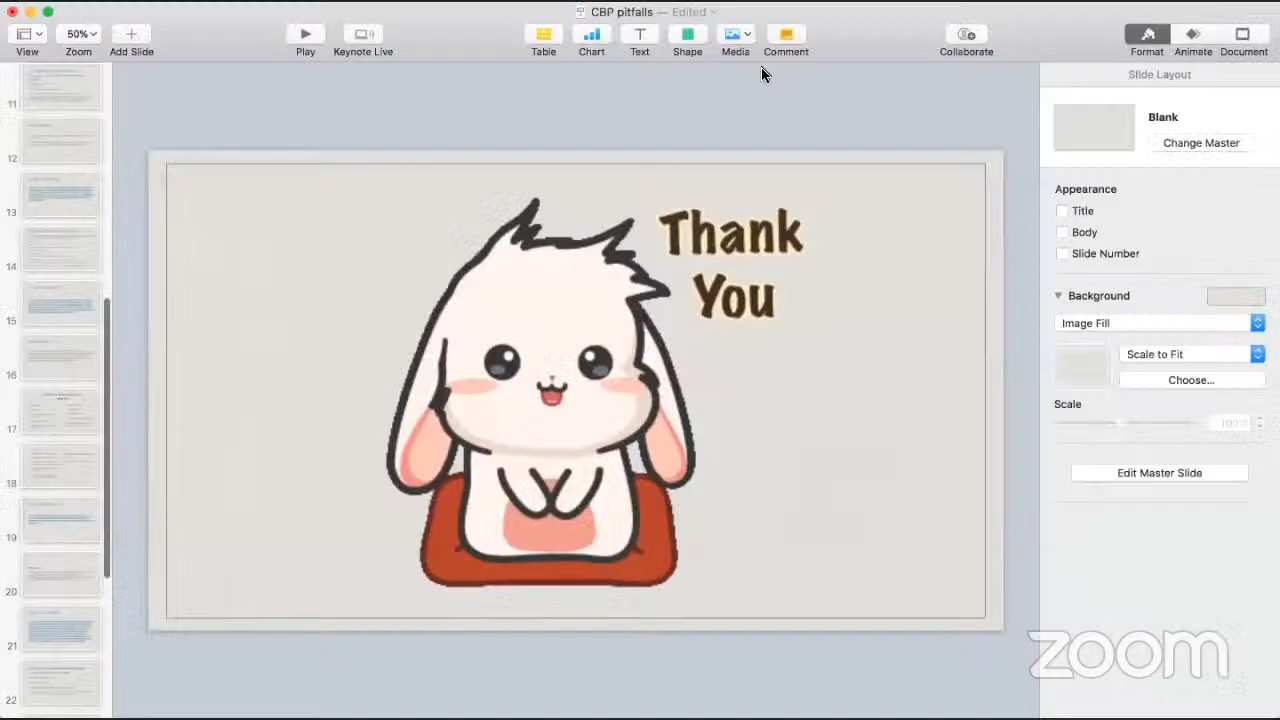 CBP pitfalls — Edited
50%
View
Zoom
Add Slide
Play
Keynote Live
Table
Chart
Text
Shape
Media
Comment
Collaborate
Format
Animate
Document
11
12
13
14
15
16
17
18
19
20
21
22
Thank
You
Slide Layout
Blank
Change Master
Appearance
Title
Body
Slide Number
Background
Image Fill
Scale to Fit
Choose...
Scale
100%
Edit Master Slide
zoom